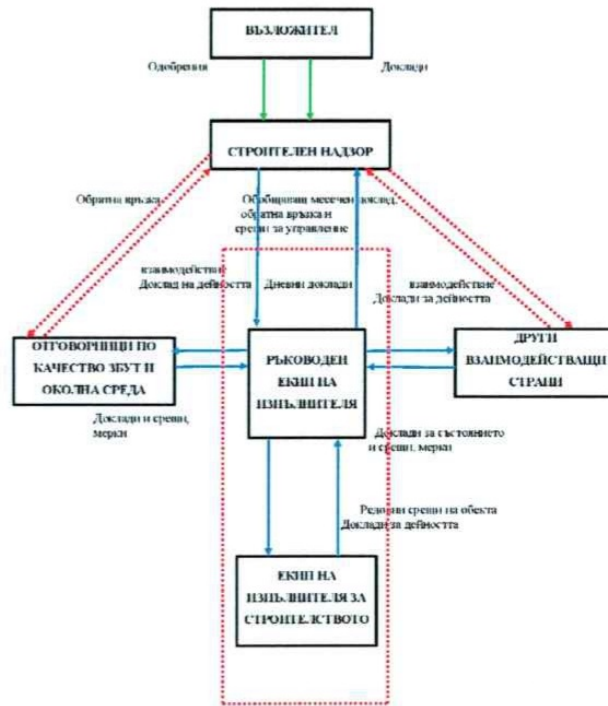 ВЪЗЛОЖИТЕЛ
Одобрения
Доклади
СТРОИТЕЛЕН НАДЗОР
Обратна връзка
Обобщаващ месечен доклад,
обратна връзка и
срещи за управление
взаимодействие
Доклад на дейността
Дневни доклади
взаимодействие
Доклади за дейността
ОТГОВОРНИЦИ ПО
КАЧЕСТВО ЗБУТ И
ОКОЛНА СРЕДА
РЪКОВОДЕН
ЕКИП НА
ИЗПЪЛНИТЕЛЯ
ДРУГИ
ВЗАИМОДЕЙСТВАЩИ
СТРАНИ
Доклади и срещи,
мерки
Доклади за състоянието
и срещи, мерки
Редовни срещи на обекта
Доклади за дейността
ЕКИП НА
ИЗПЪЛНИТЕЛЯ ЗА
СТРОИТЕЛСТВОТО